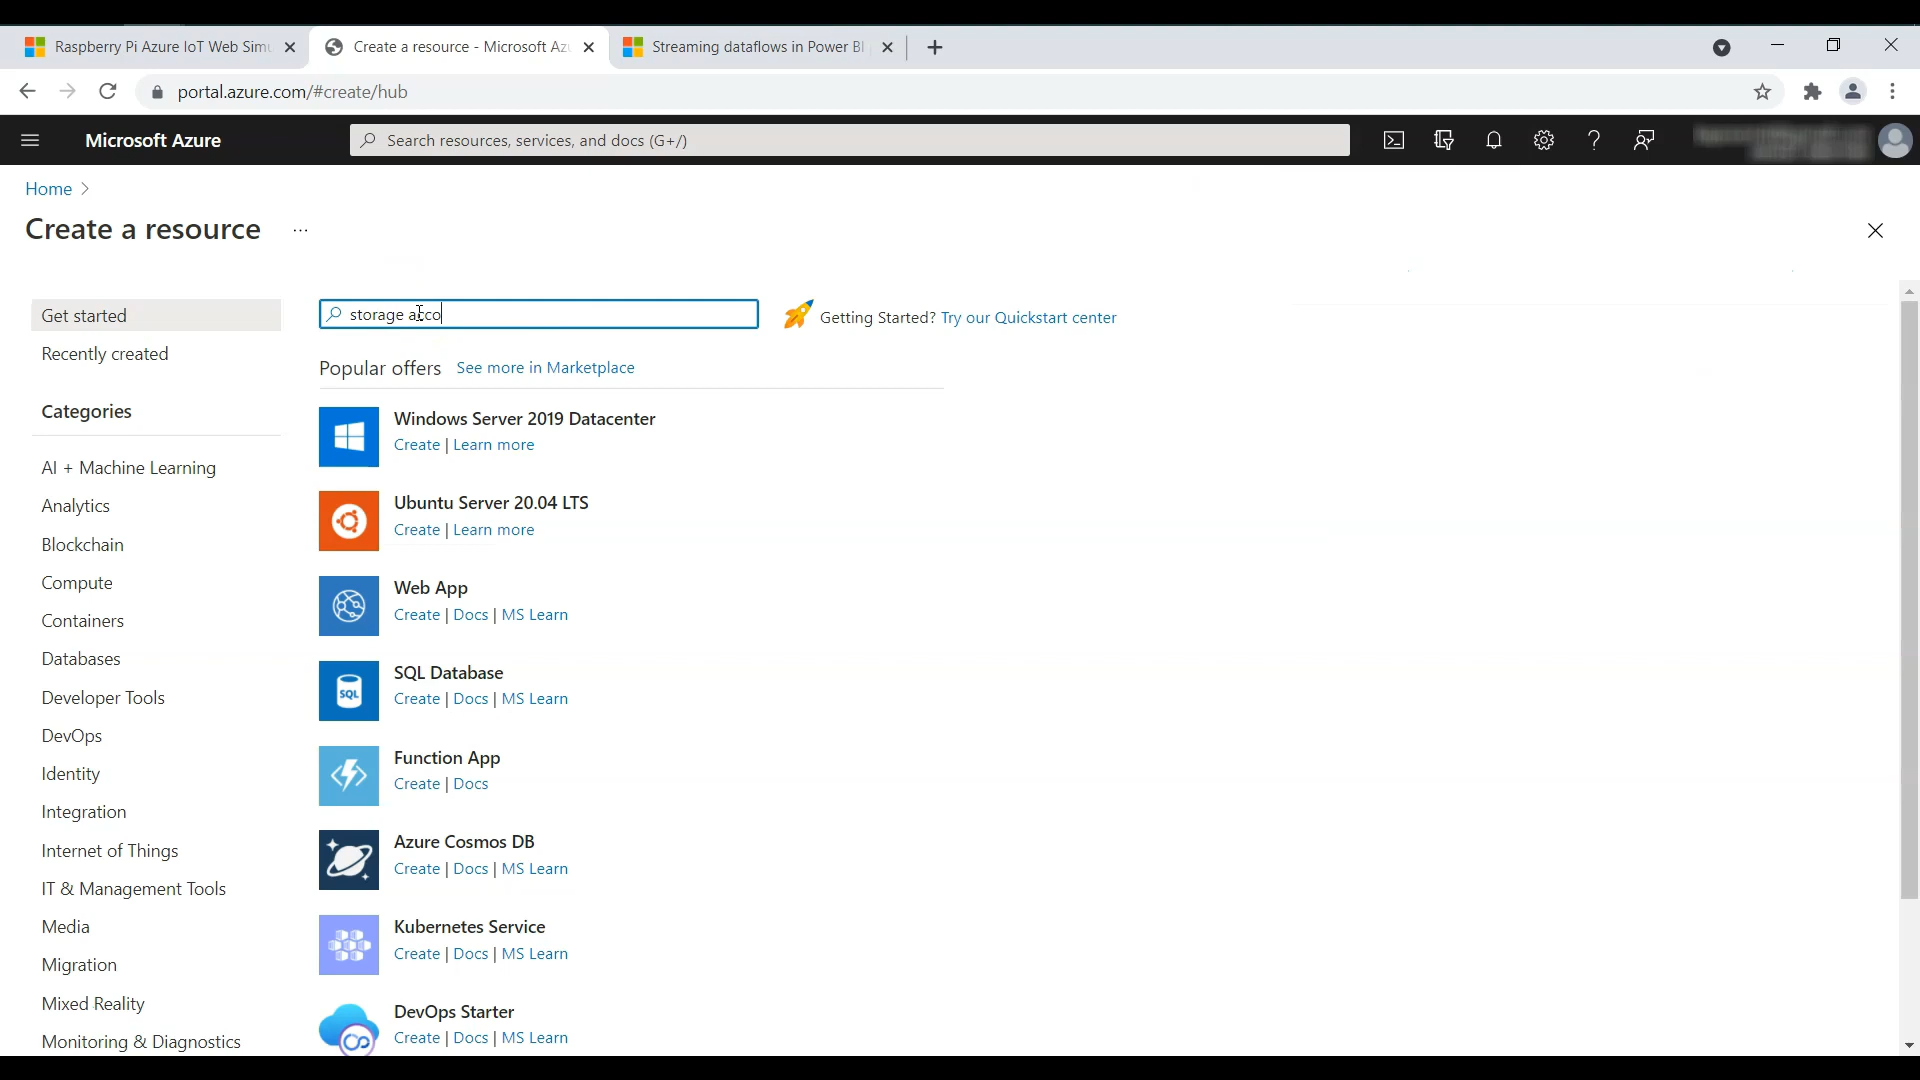 Raspberry Pi Azure IoT Web Simu
Create a resource - Microsoft Az
Streaming dataflows in Power BI
portal.azure.com/#create/hub
Microsoft Azure
Search resources, services, and docs (G+/)
Home >
Create a resource ...
Get started
Recently created
Categories
AI + Machine Learning
Analytics
Blockchain
Compute
Containers
Databases
Developer Tools
DevOps
Identity
Integration
Internet of Things
IT & Management Tools
Media
Migration
Mixed Reality
Monitoring & Diagnostics
storage acco
Getting Started? Try our Quickstart center
Popular offers See more in Marketplace
Windows Server 2019 Datacenter
Create | Learn more
Ubuntu Server 20.04 LTS
Create | Learn more
Web App
Create | Docs | MS Learn
SQL
SQL Database
Create | Docs | MS Learn
Function App
Create | Docs
Azure Cosmos DB
Create | Docs | MS Learn
Kubernetes Service
Create | Docs | MS Learn
DevOps Starter
Create | Docs | MS Learn